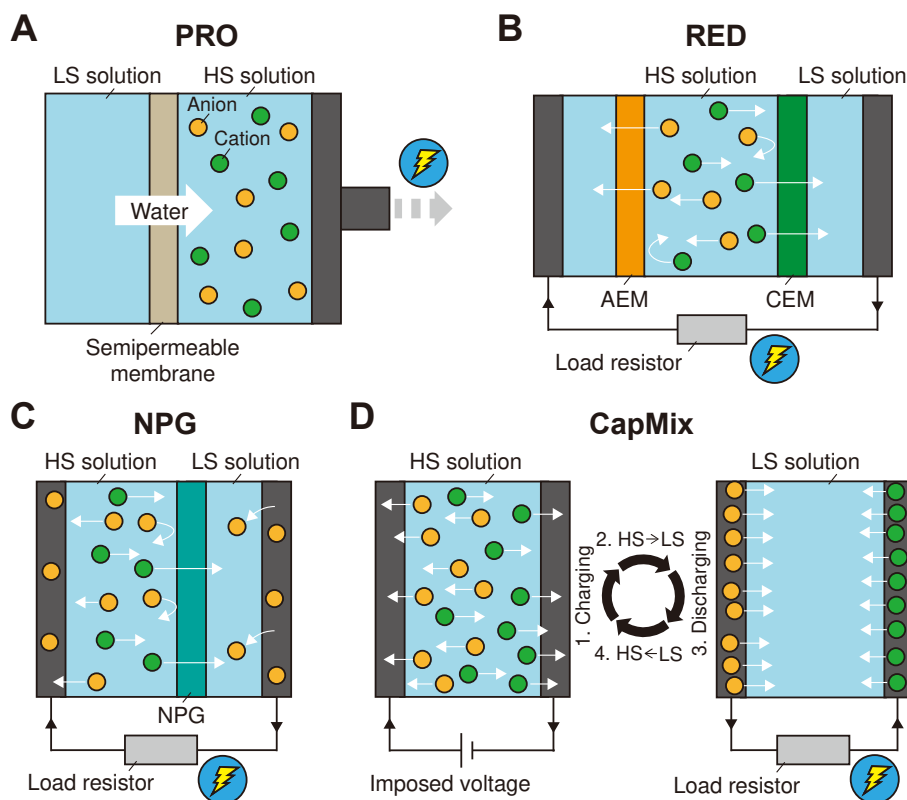 A
PRO
LS solution
HS solution
Anion
Cation
Water
Semipermeable
membrane
B
RED
HS solution
LS solution
AEM
CEM
Load resistor
C
NPG
HS solution
LS solution
NPG
Load resistor
D
CapMix
HS solution
LS solution
1. Charging
2. HS→LS
3. Discharging
4. HS←LS
Imposed voltage
Load resistor